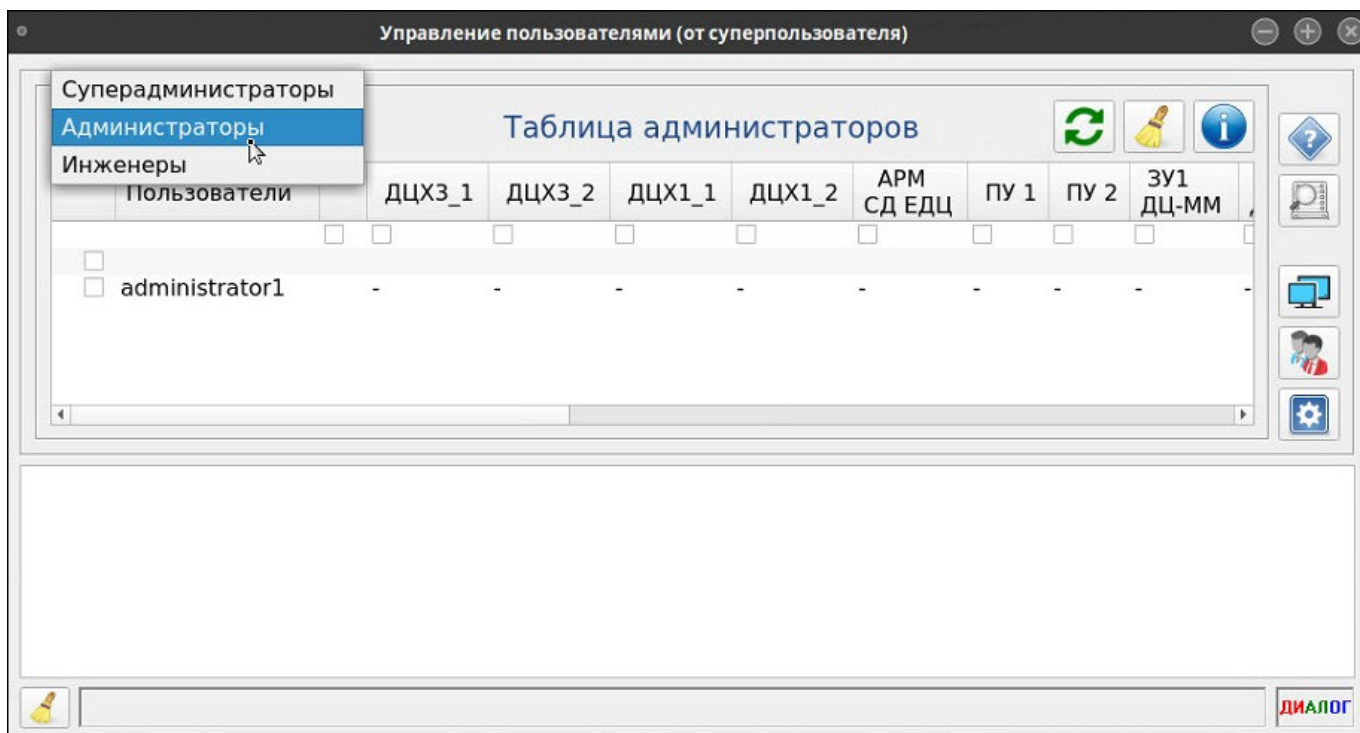 Управление пользователями (от суперпользователя)
Суперадминистраторы
Администраторы
Инженеры
Таблица администраторов
Пользователи ДЦХ3_1 ДЦХ3_2 ДЦХ1_1 ДЦХ1_2 АРМ СД ЕДЦ ПУ 1 ПУ 2 ЗУ1 ДЦ-ММ
administrator1 - - - - - - - - -
ДИАЛОГ